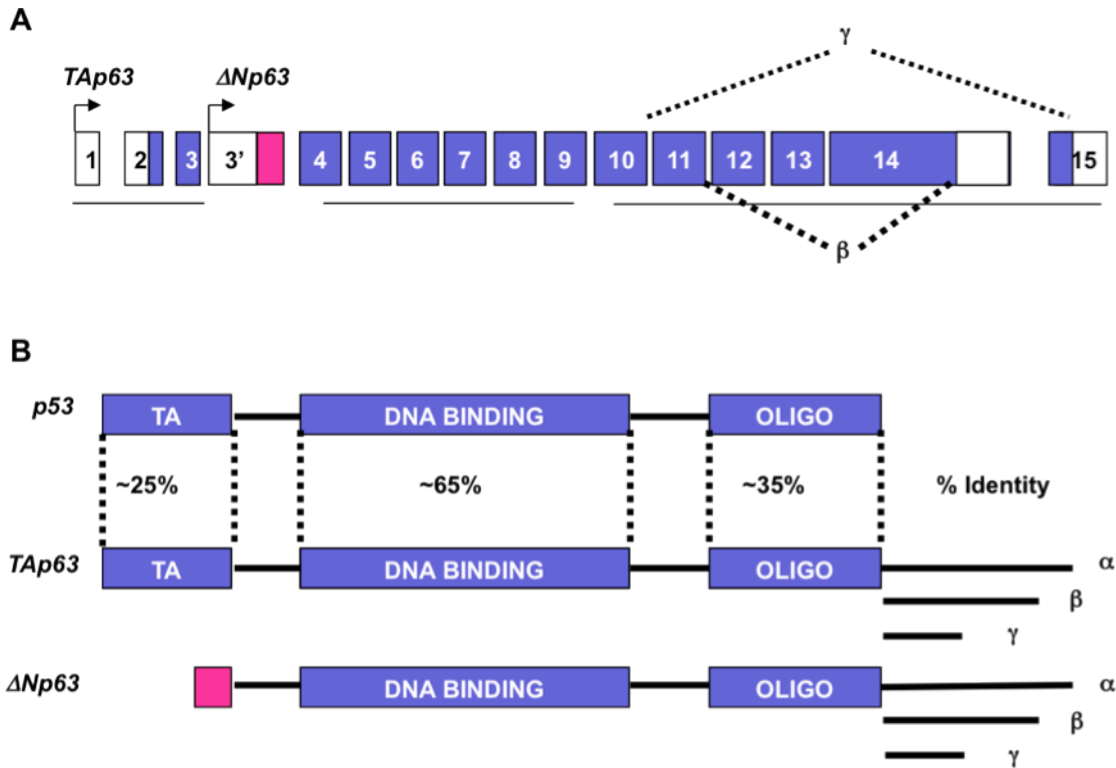 A
γ
TAp63 ΔNp63
1 2 3 3’ 4 5 6 7 8 9 10 11 12 13 14 15
β
B
p53 TA DNA BINDING OLIGO
~25% ~65% ~35% % Identity
TAp63 TA DNA BINDING OLIGO α
β
γ
ΔNp63 DNA BINDING OLIGO α
β
γ